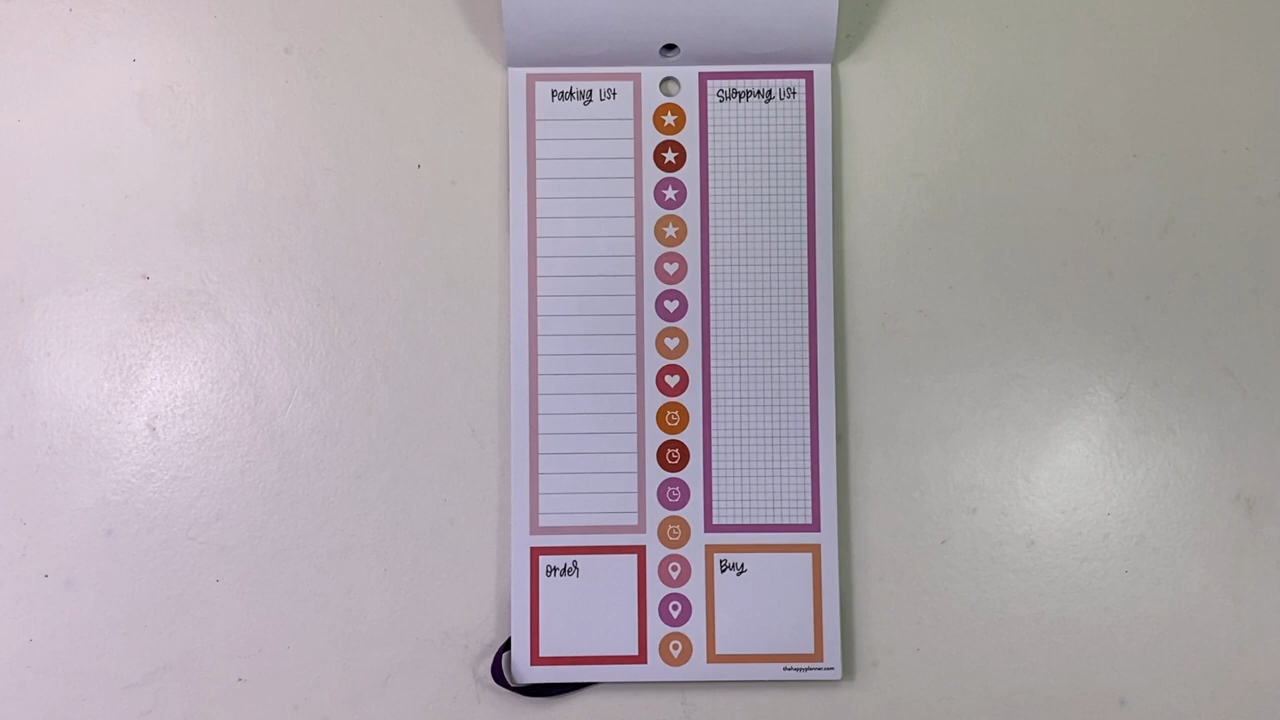 Packing List
Shopping List
Order
Buy
thehappyplanner.com